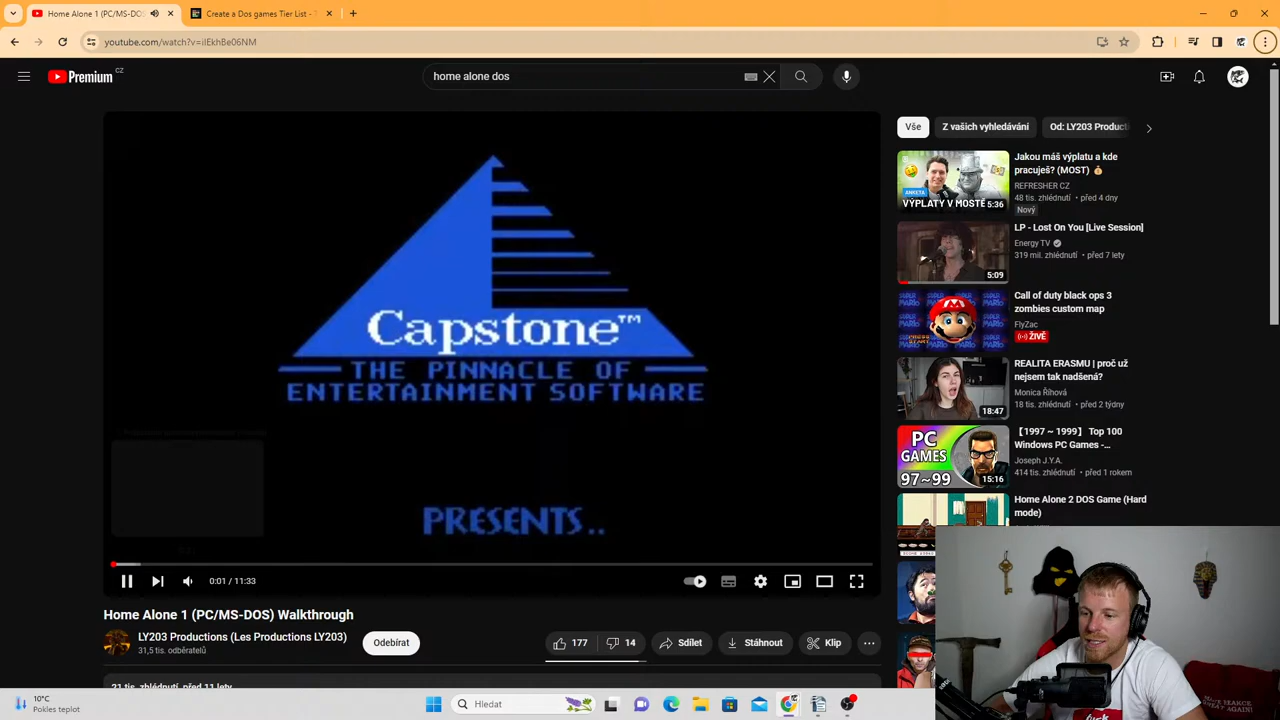 Home Alone 1 (PC/MS-DOS)
Create a Dos games Tier List -
youtube.com/watch?v=iIEkhBe06NM
Premium CZ
home alone dos
Capstone™
THE PINNACLE OF
ENTERTAINMENT SOFTWARE
PRESENTS..
0:01 / 11:33
Home Alone 1 (PC/MS-DOS) Walkthrough
LY203 Productions (Les Productions LY203)
31,5 tis. odběratelů
Odebírat
177
14
Sdílet
Stáhnout
Klip
21 tis. zhlédnutí před 11 lety
Vše
Z vašich vyhledávání
Od: LY203 Producti
ANKETA
VÝPLATY V MOSTĚ
5:36
Jakou máš výplatu a kde
pracuješ? (MOST)
REFRESHER CZ
48 tis. zhlédnutí • před 4 dny
Nový
5:09
LP - Lost On You [Live Session]
Energy TV
319 mil. zhlédnutí • před 7 lety
Call of duty black ops 3
zombies custom map
FlyZac
ŽIVĚ
18:47
REALITA ERASMU | proč už
nejsem tak nadšená?
Monica Říhová
18 tis. zhlédnutí • před 2 týdny
PC
GAMES
97~99
15:16
【1997 ~ 1999】 Top 100
Windows PC Games -...
Joseph J.Y.A.
414 tis. zhlédnutí • před 1 rokem
Home Alone 2 DOS Game (Hard
mode)
10°C
Pokles teplot
Hledat